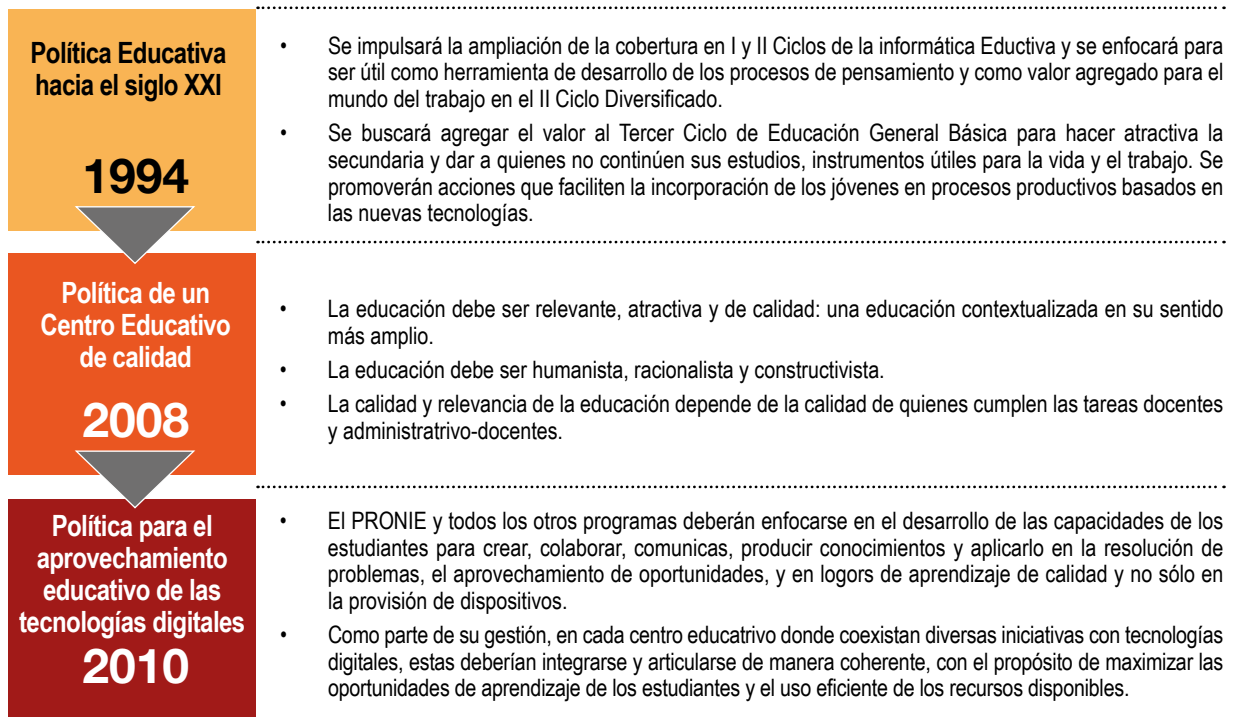 Política Educativa
hacia el siglo XXI
1994
• Se impulsará la ampliación de la cobertura en I y II Ciclos de la informática Eductiva y se enfocará para
ser útil como herramienta de desarrollo de los procesos de pensamiento y como valor agregado para el
mundo del trabajo en el II Ciclo Diversificado.
• Se buscará agregar el valor al Tercer Ciclo de Educación General Básica para hacer atractiva la
secundaria y dar a quienes no continúen sus estudios, instrumentos útiles para la vida y el trabajo. Se
promoverán acciones que faciliten la incorporación de los jóvenes en procesos productivos basados en
las nuevas tecnologías.
Política de un
Centro Educativo
de calidad
2008
• La educación debe ser relevante, atractiva y de calidad: una educación contextualizada en su sentido
más amplio.
• La educación debe ser humanista, racionalista y constructivista.
• La calidad y relevancia de la educación depende de la calidad de quienes cumplen las tareas docentes
y administratrivo-docentes.
Política para el
aprovechamiento
educativo de las
tecnologías digitales
2010
• El PRONIE y todos los otros programas deberán enfocarse en el desarrollo de las capacidades de los
estudiantes para crear, colaborar, comunicas, producir conocimientos y aplicarlo en la resolución de
problemas, el aprovechamiento de oportunidades, y en logors de aprendizaje de calidad y no sólo en
la provisión de dispositivos.
• Como parte de su gestión, en cada centro educatrivo donde coexistan diversas iniciativas con tecnologías
digitales, estas deberían integrarse y articularse de manera coherente, con el propósito de maximizar las
oportunidades de aprendizaje de los estudiantes y el uso eficiente de los recursos disponibles.